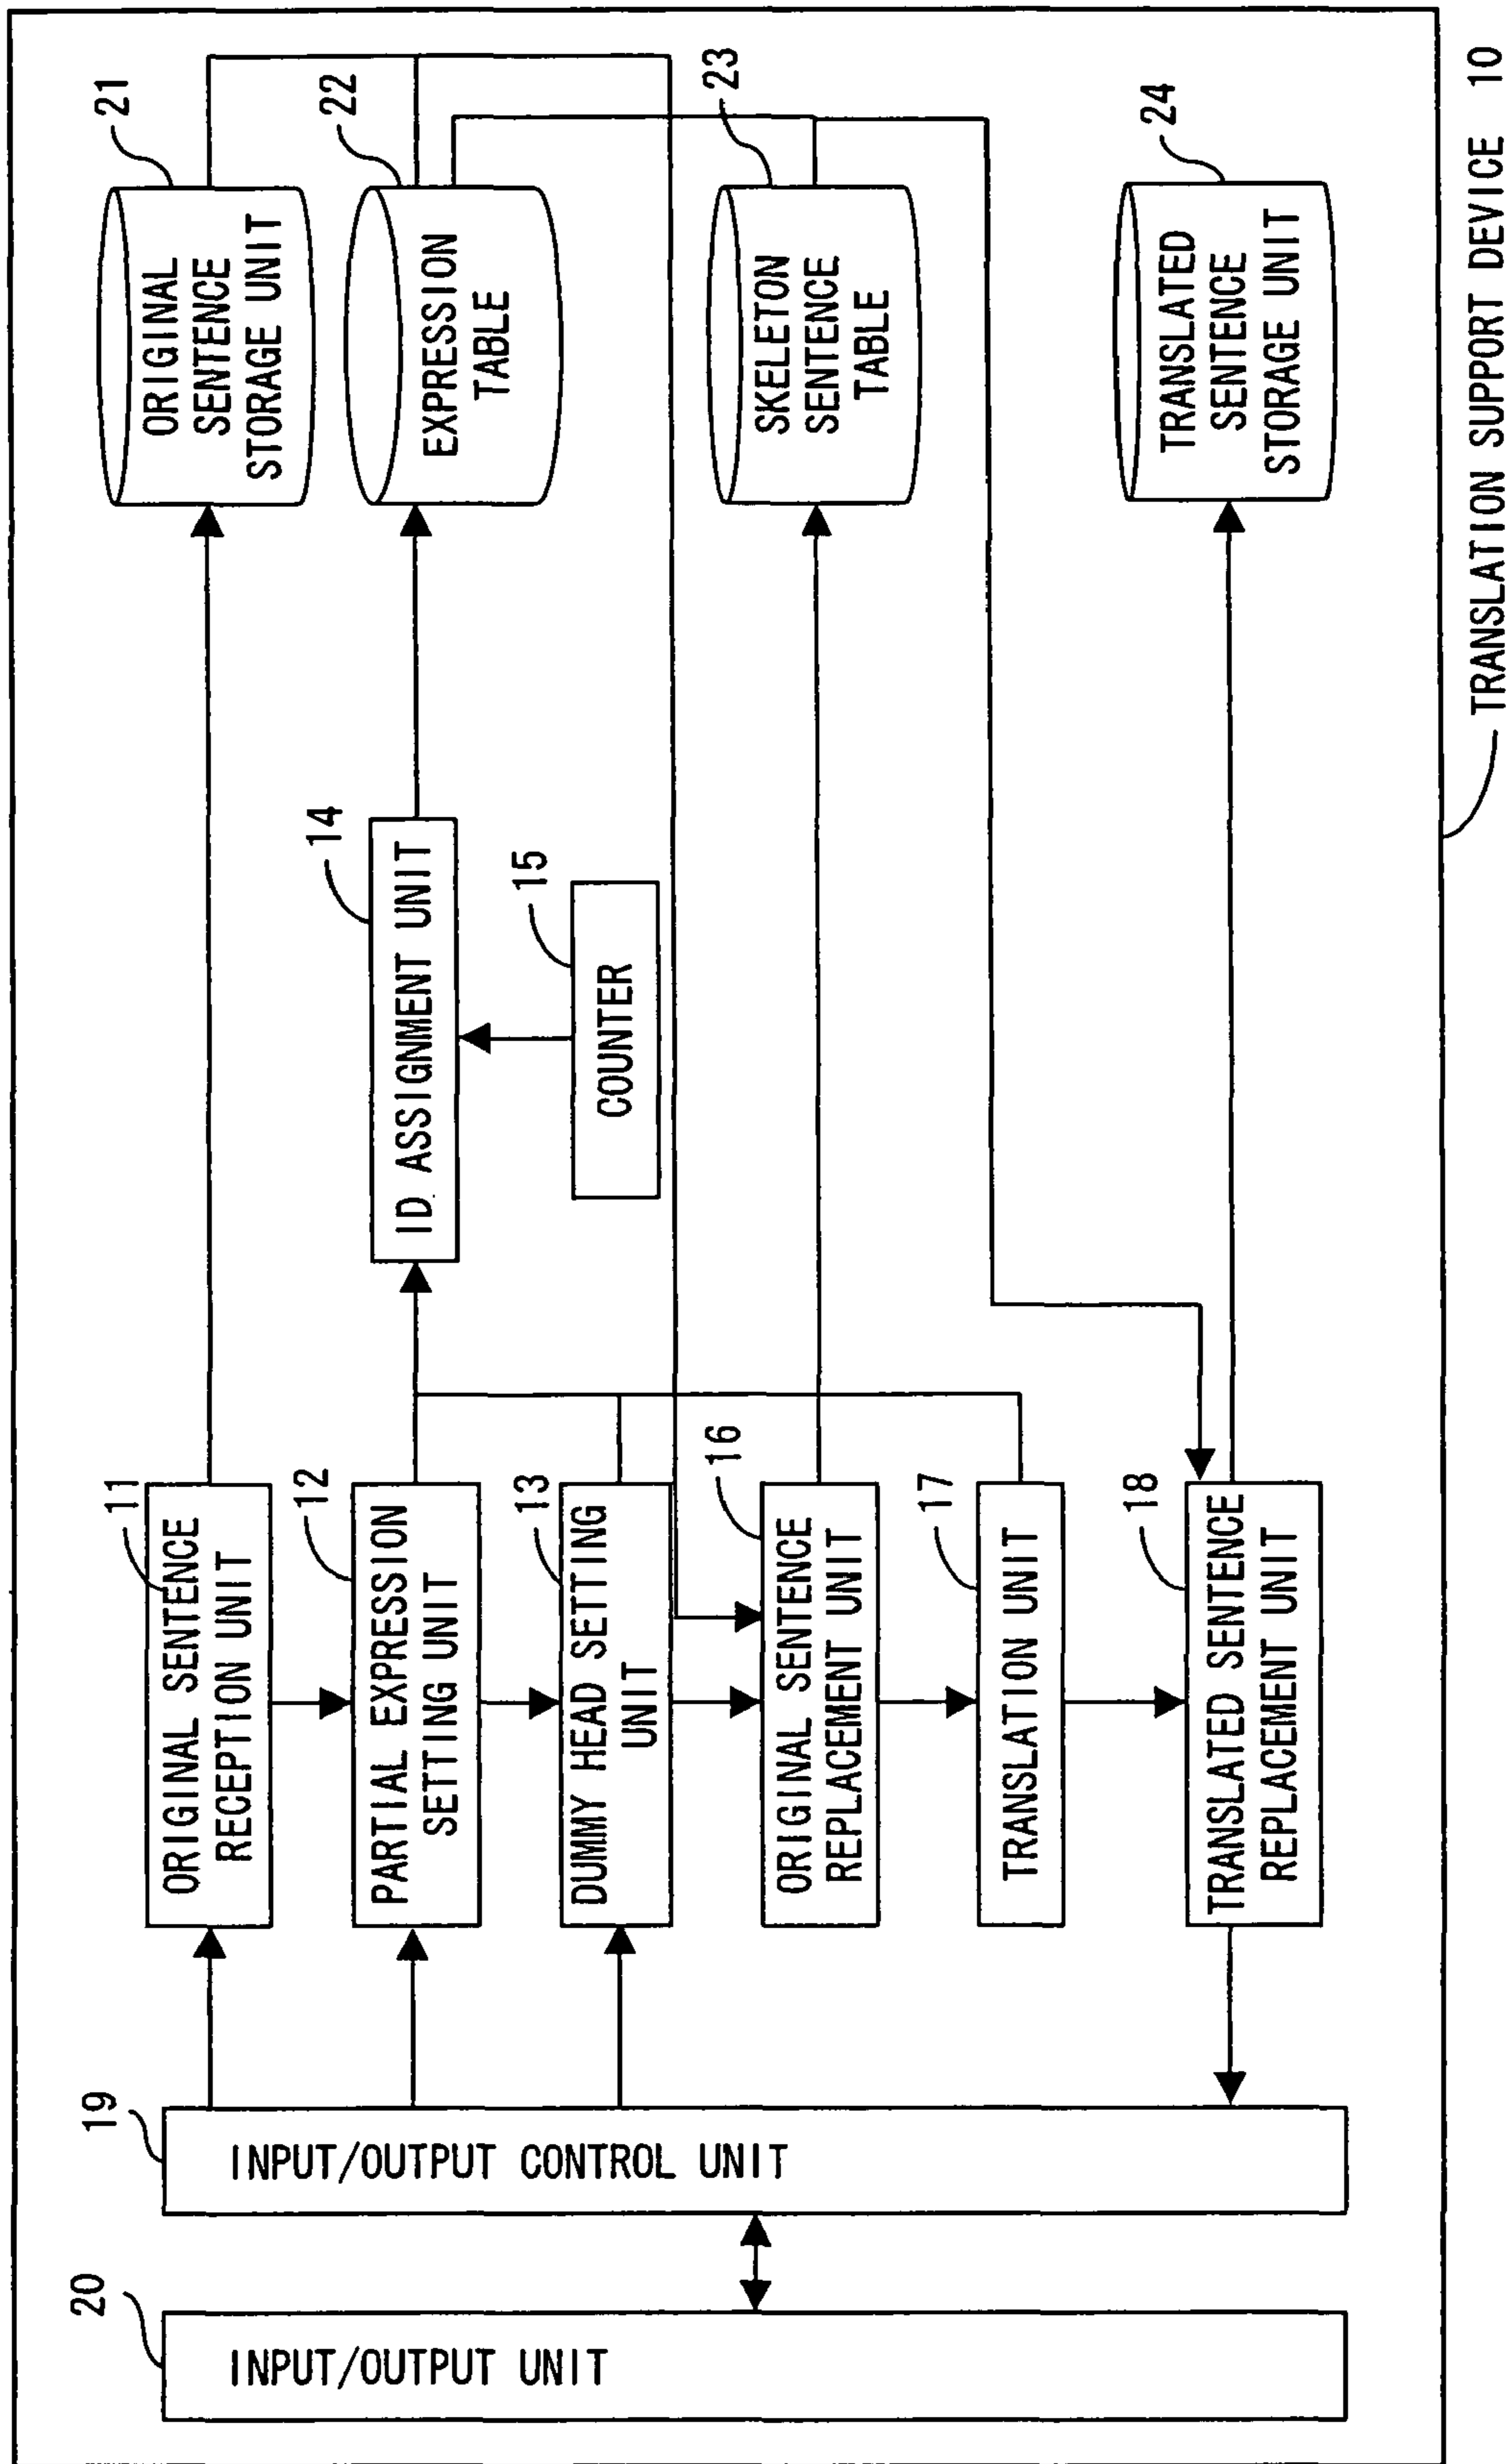 20
INPUT/OUTPUT UNIT
19
INPUT/OUTPUT CONTROL UNIT
11
ORIGINAL SENTENCE
RECEPTION UNIT
12
PARTIAL EXPRESSION
SETTING UNIT
13
DUMMY HEAD SETTING
UNIT
16
ORIGINAL SENTENCE
REPLACEMENT UNIT
17
TRANSLATION UNIT
18
TRANSLATED SENTENCE
REPLACEMENT UNIT
14
ID ASSIGNMENT UNIT
15
COUNTER
21
ORIGINAL
SENTENCE
STORAGE UNIT
22
EXPRESSION
TABLE
23
SKELETON
SENTENCE
TABLE
24
TRANSLATED
SENTENCE
STORAGE UNIT
TRANSLATION SUPPORT DEVICE 10